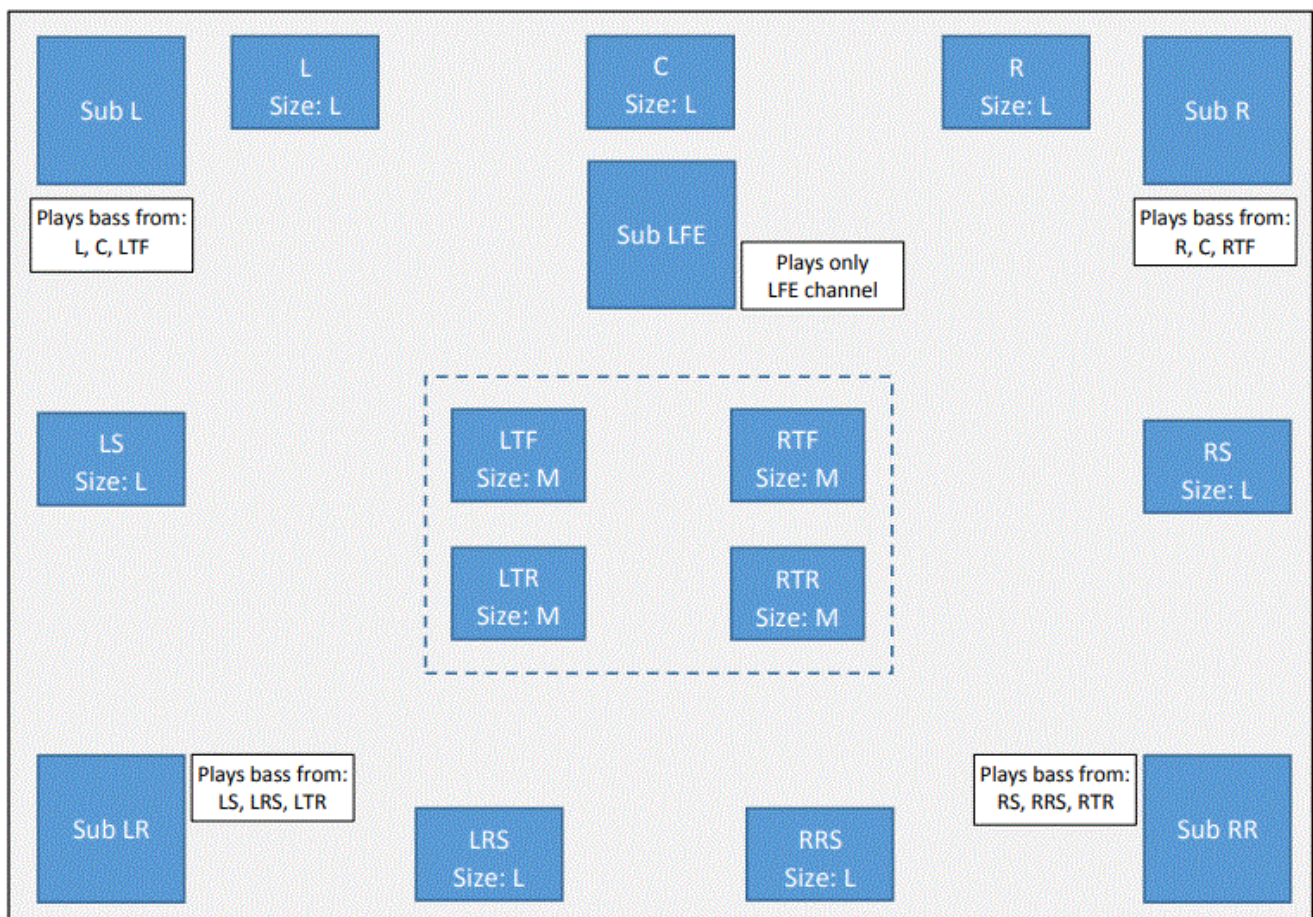 Sub L
L
Size: L
C
Size: L
R
Size: L
Sub R
Plays bass from:
L, C, LTF
Sub LFE
Plays only
LFE channel
Plays bass from:
R, C, RTF
LS
Size: L
LTF
Size: M
RTF
Size: M
RS
Size: L
LTR
Size: M
RTR
Size: M
Sub LR
Plays bass from:
LS, LRS, LTR
LRS
Size: L
RRS
Size: L
Plays bass from:
RS, RRS, RTR
Sub RR